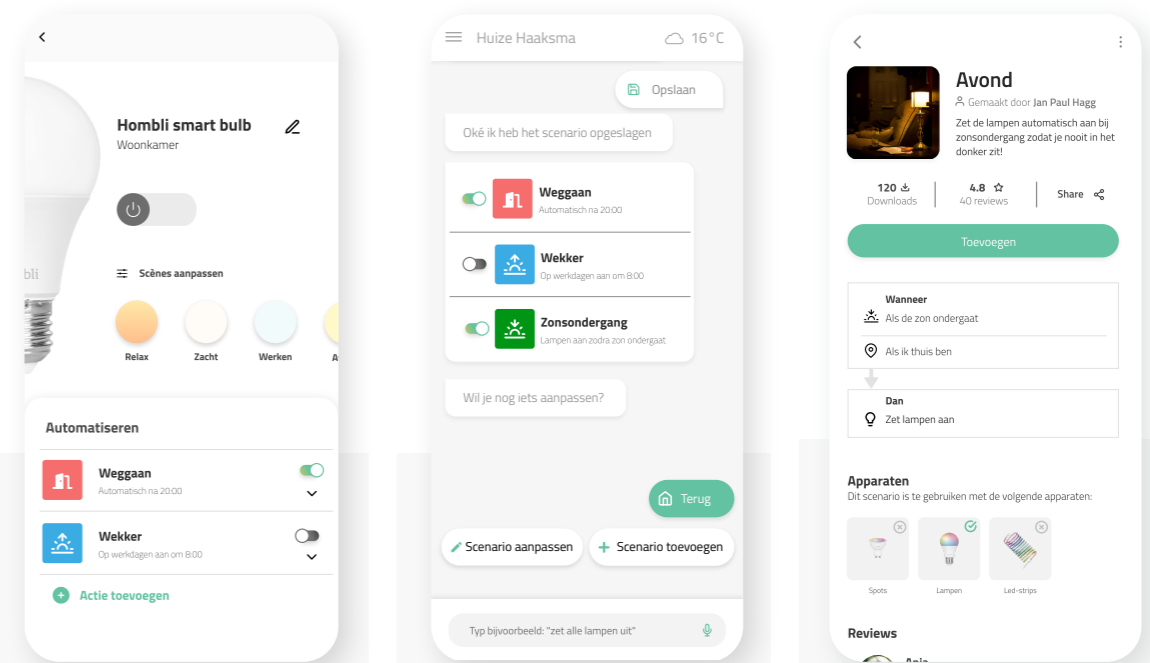 Hombli smart bulb
Woonkamer
bli
Scènes aanpassen
Relax
Zacht
Werken
A
Automatiseren
Weggaan
Automatisch na 20:00
Wekker
Op werkdagen aan om 8:00
Actie toevoegen
Huize Haaksma
16°C
Opslaan
Oké ik heb het scenario opgeslagen
Weggaan
Automatisch na 20:00
Wekker
Op werkdagen aan om 8:00
Zonsondergang
Lampen aan zodra zon ondergaat
Wil je nog iets aanpassen?
Terug
Scenario aanpassen
Scenario toevoegen
Typ bijvoorbeeld: "zet alle lampen uit"
Avond
Gemaakt door Jan Paul Hagg
Zet de lampen automatisch aan bij
zonsondergang zodat je nooit in het
donker zit!
120
Downloads
4.8
40 reviews
Share
Toevoegen
Wanneer
Als de zon ondergaat
Als ik thuis ben
Dan
Zet lampen aan
Apparaten
Dit scenario is te gebruiken met de volgende apparaten:
Spots
Lampen
Led-strips
Reviews